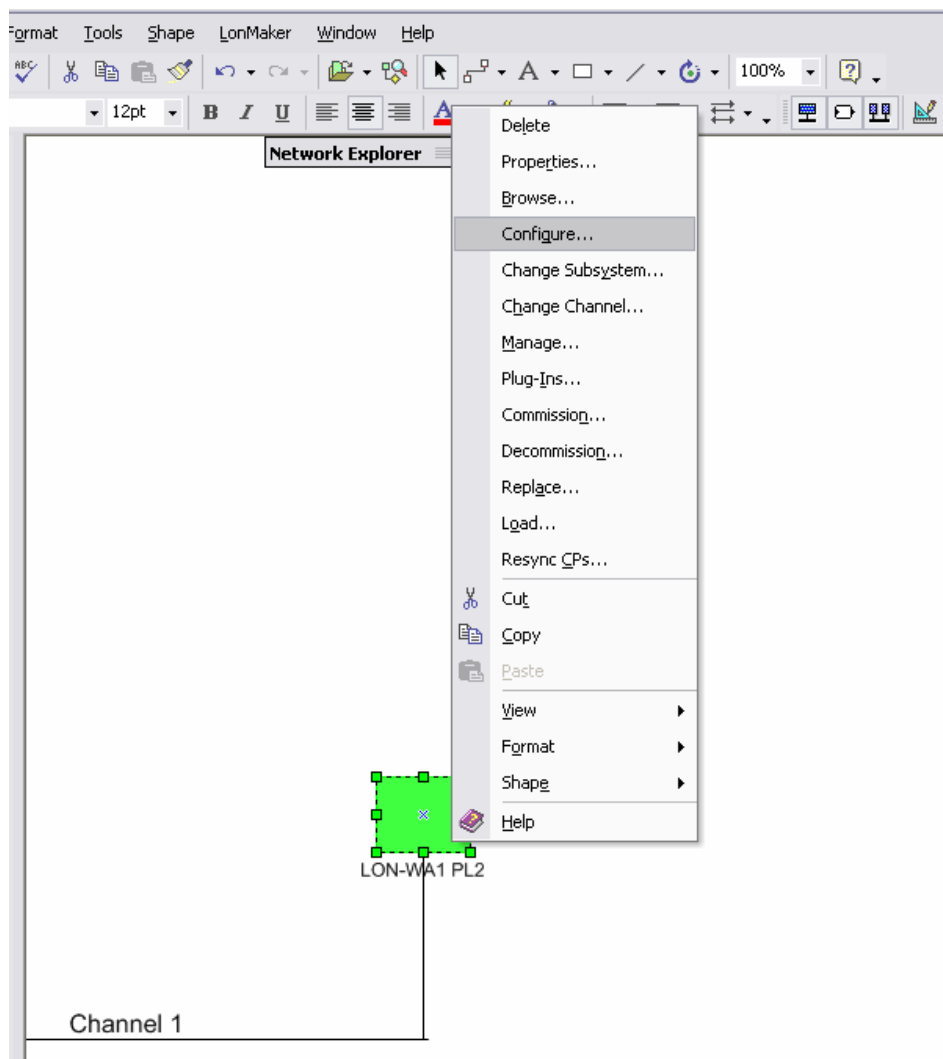 Format Tools Shape LonMaker Window Help
ABC 100%
12pt B I U A
Network Explorer
Delete
Properties...
Browse...
Configure...
Change Subsystem...
Change Channel...
Manage...
Plug-Ins...
Commission...
Decommission...
Replace...
Load...
Resync CPs...
Cut
Copy
Paste
View
Format
Shape
Help
LON-WA1 PL2
Channel 1